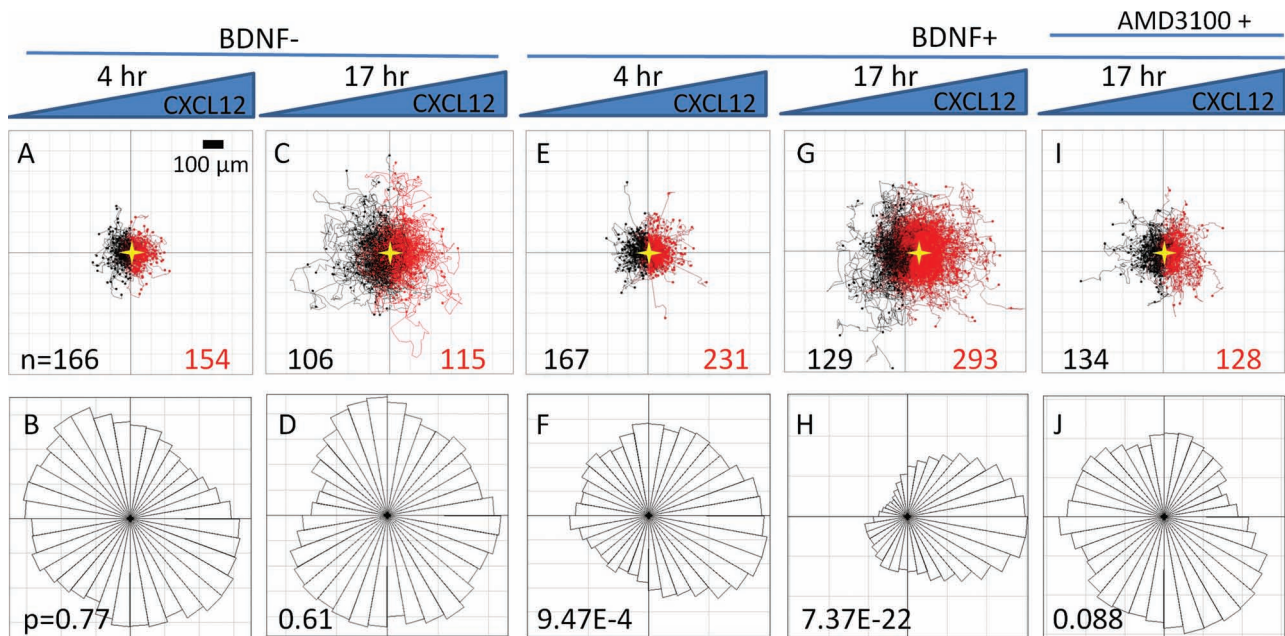 BDNF-
BDNF+
AMD3100 +
4 hr
CXCL12
17 hr
CXCL12
4 hr
CXCL12
17 hr
CXCL12
17 hr
CXCL12
A
100 µm
n=166
154
C
106
115
E
167
231
G
129
293
I
134
128
B
p=0.77
D
0.61
F
9.47E-4
H
7.37E-22
J
0.088